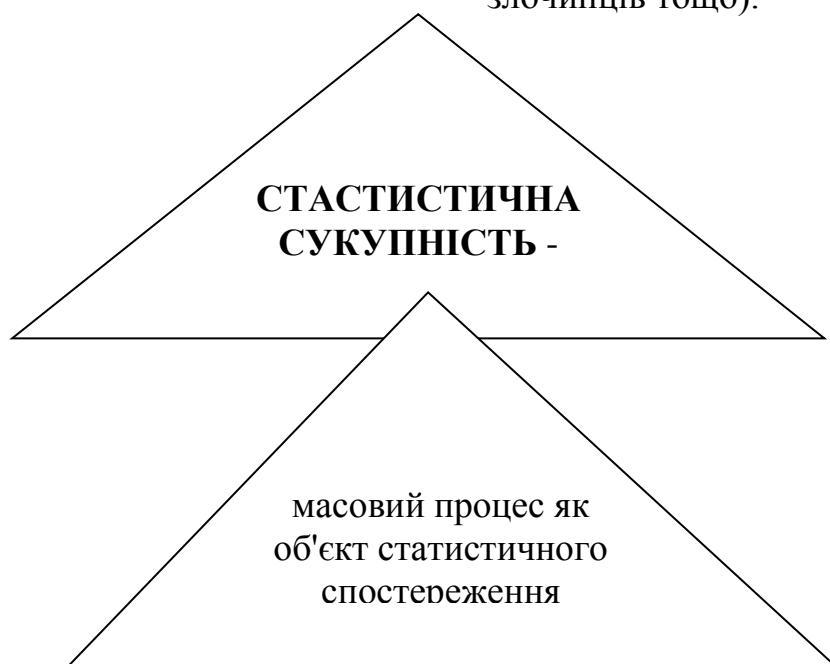 злочинців тощо).
СТАСТИСТИЧНА
СУКУПНІСТЬ -
масовий процес як
об'єкт статистичного
спостереження